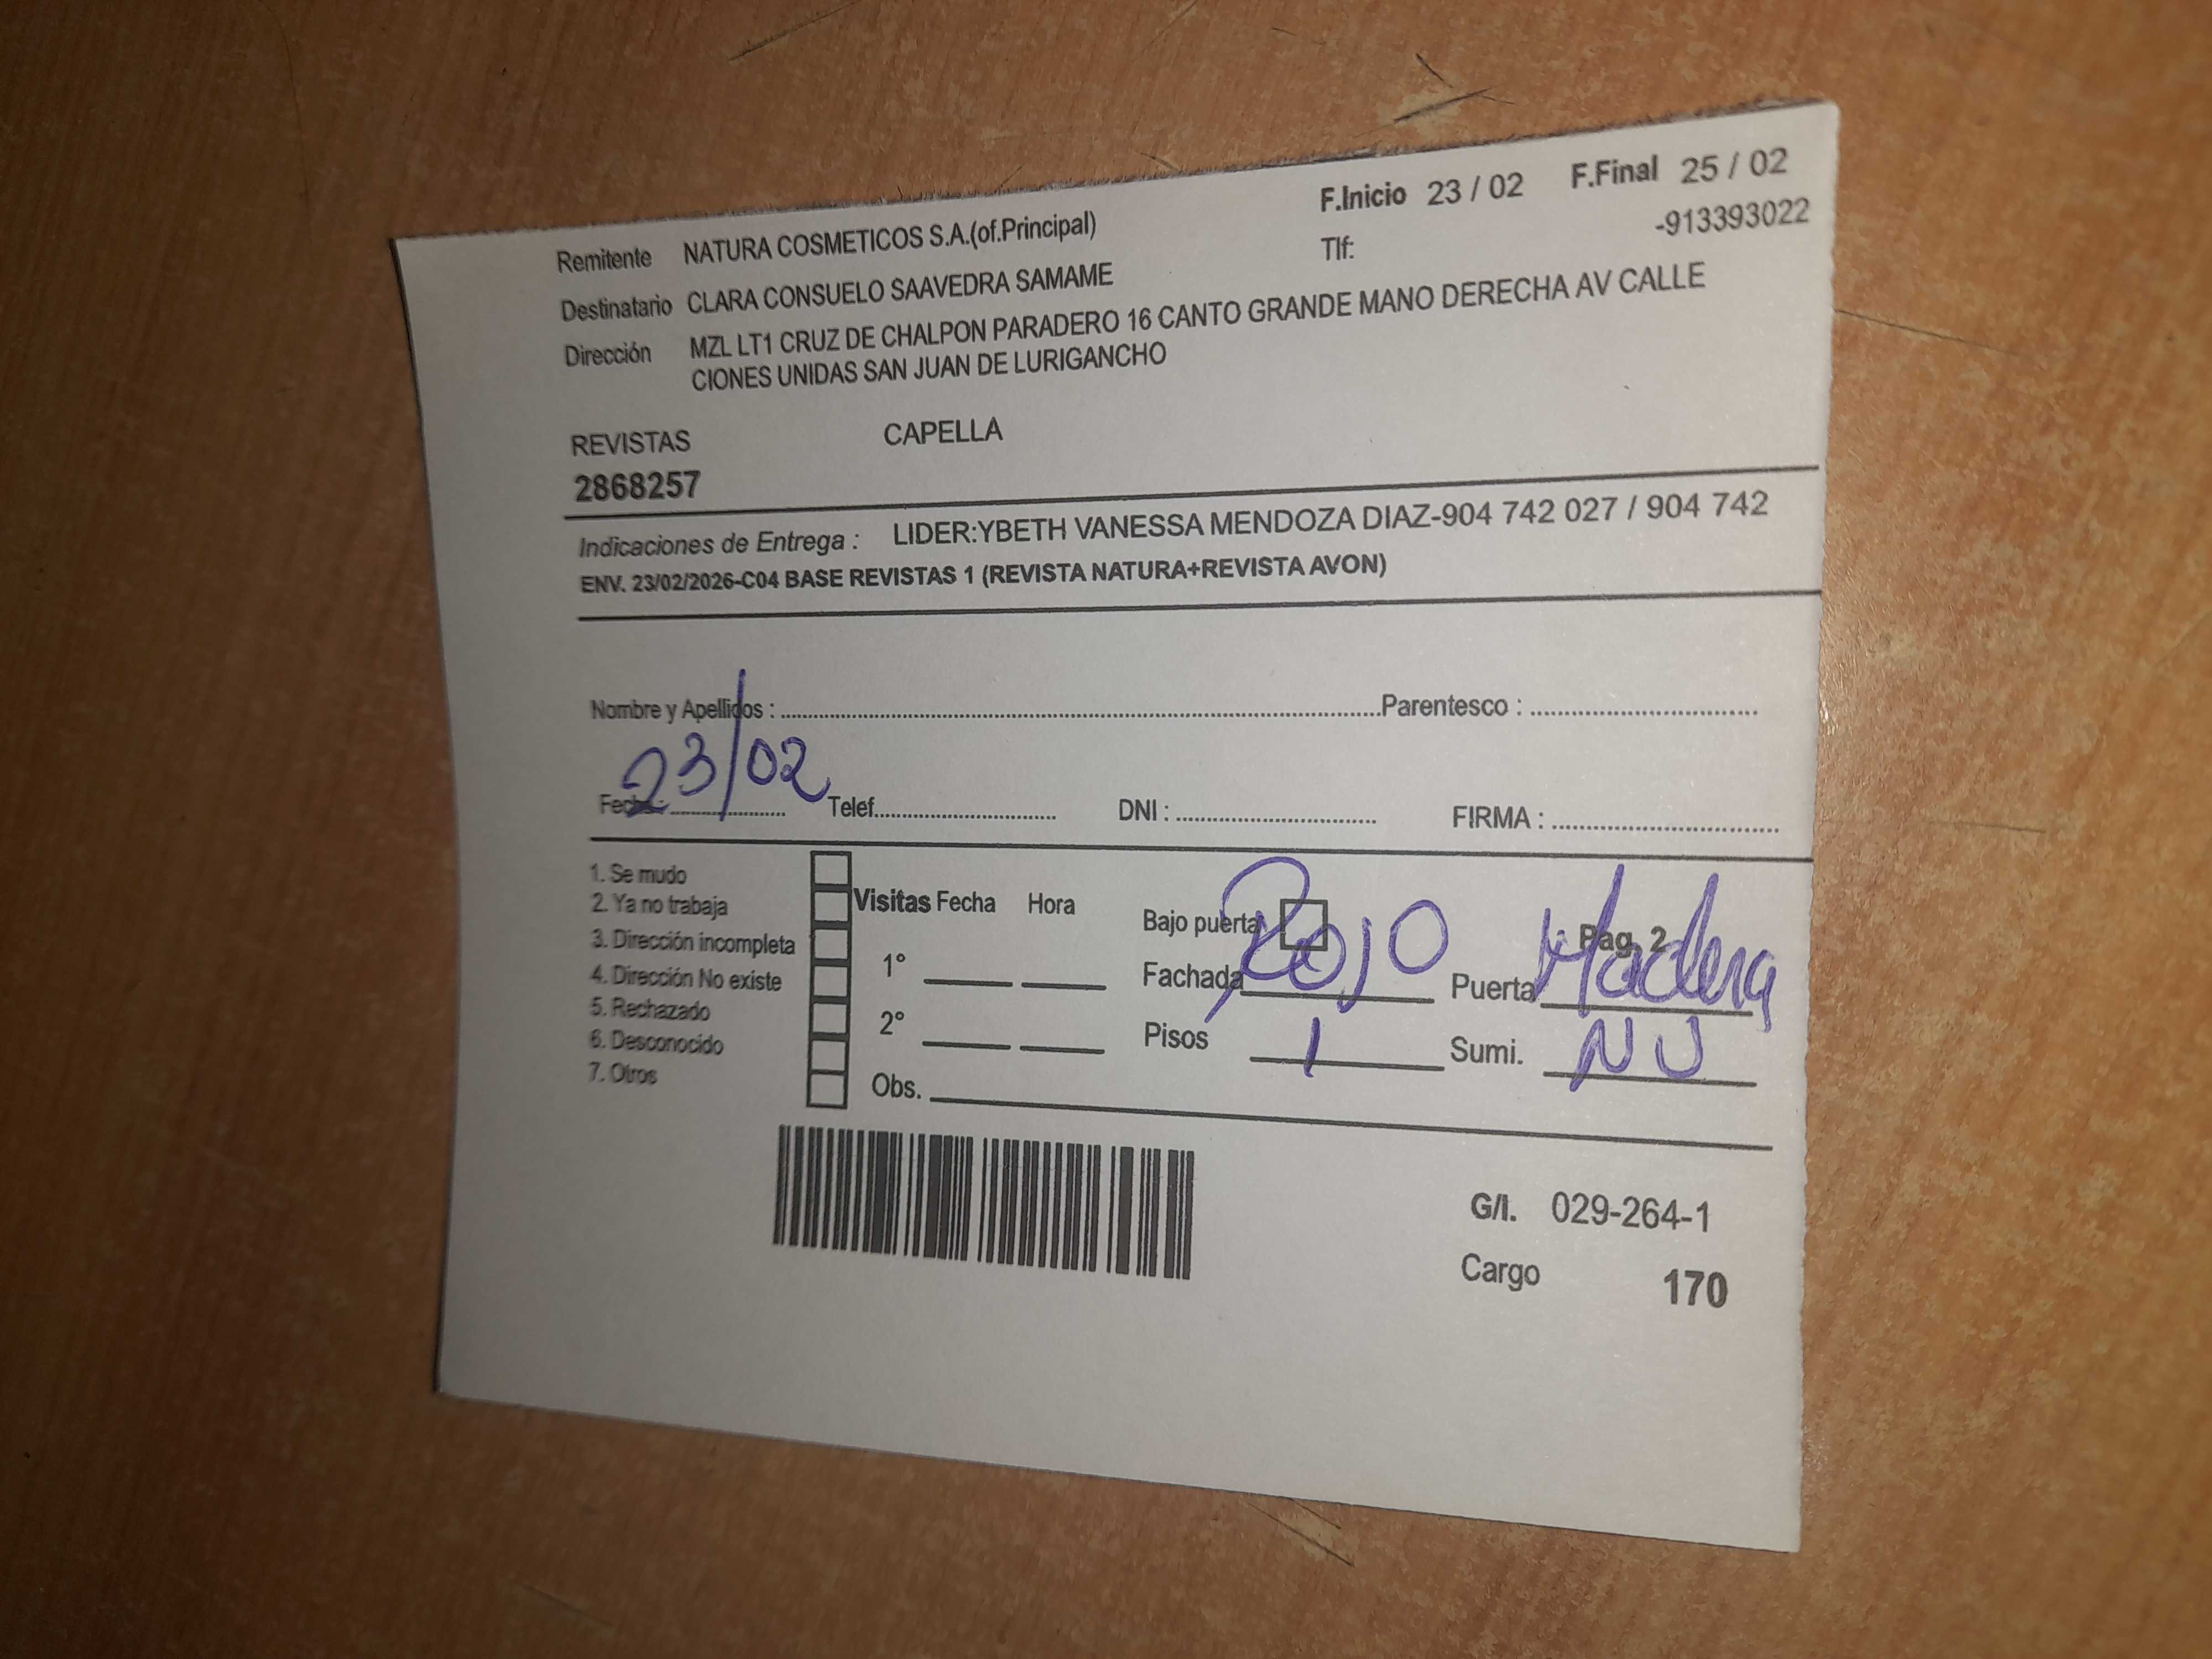 F.Inicio 23 / 02 F.Final 25 / 02
Remitente NATURA COSMETICOS S.A.(of.Principal) Tlf: -913393022
Destinatario CLARA CONSUELO SAAVEDRA SAMAME
Dirección MZL LT1 CRUZ DE CHALPON PARADERO 16 CANTO GRANDE MANO DERECHA AV CALLE
CIONES UNIDAS SAN JUAN DE LURIGANCHO
REVISTAS CAPELLA
2868257
Indicaciones de Entrega : LIDER:YBETH VANESSA MENDOZA DIAZ-904 742 027 / 904 742
ENV. 23/02/2026-C04 BASE REVISTAS 1 (REVISTA NATURA+REVISTA AVON)
Nombre y Apellidos : Parentesco :
Fecha : 23/02 Telef. DNI : FIRMA :
1. Se mudo
2. Ya no trabaja
3. Dirección incompleta
4. Dirección No existe
5. Rechazado
6. Desconocido
7. Otros
Visitas Fecha Hora
1°
2°
Obs.
Bajo puerta Pag. 2
Fachada Rojo Puerta Madera
Pisos 1 Sumi. NU
G/I. 029-264-1
Cargo 170